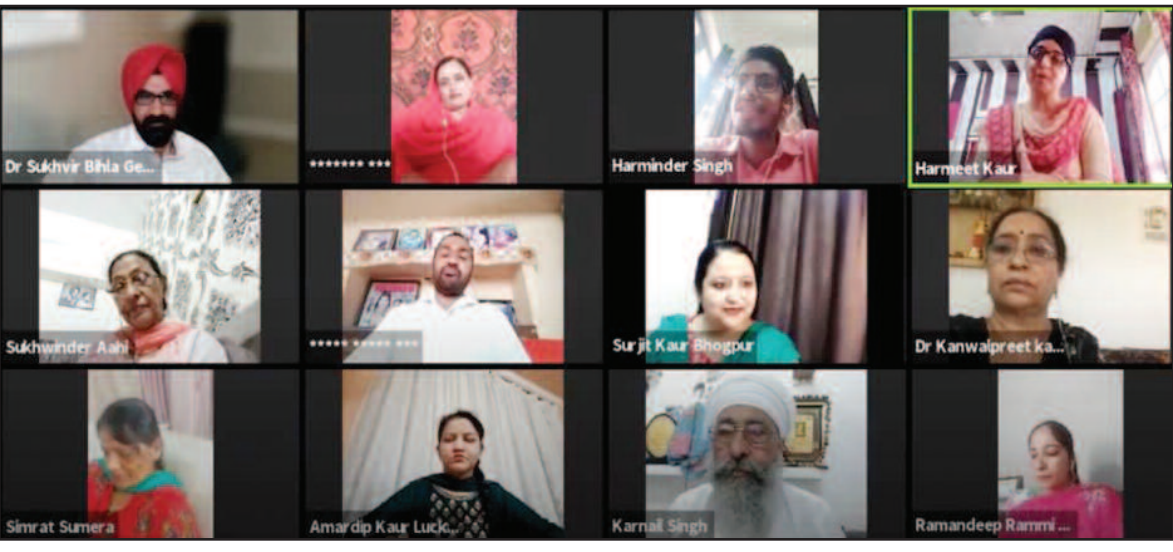 Dr Sukhvir Bihla Ge...
******* ***
Harminder Singh
Harmeet Kaur
Sukhwinder Aahl
***** ***** ***
Surjit Kaur Bhogpur
Dr Kanwalpreet ka...
Simrat Sumera
Amardip Kaur Luck...
Karnail Singh
Ramandeep Rammi ...